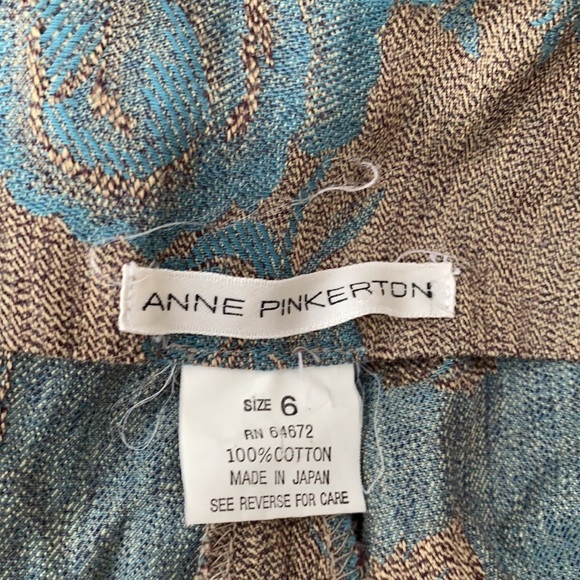 ANNE PINKERTON
SIZE 6
RN 64672
100% COTTON
MADE IN JAPAN
SEE REVERSE FOR CARE